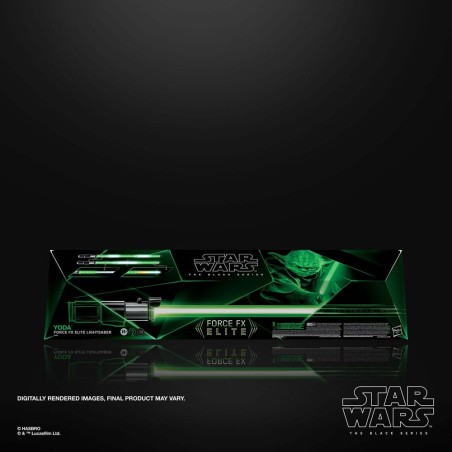 STAR
WARS
THE BLACK SERIES
YODA
FORCE FX ELITE LIGHTSABER
FORCE FX
ELITE
Hasbro
DIGITALLY RENDERED IMAGES, FINAL PRODUCT MAY VARY.
© HASBRO
© & ™ Lucasfilm Ltd.
STAR
WARS
THE BLACK SERIES